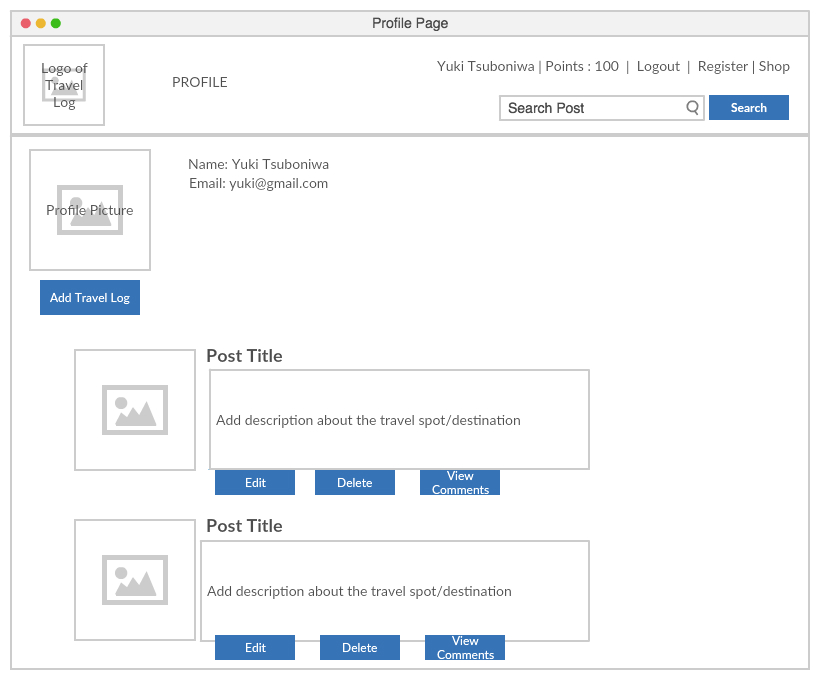 Profile Page
Logo of
Travel
Log
PROFILE
Yuki Tsuboniwa | Points : 100 | Logout | Register | Shop
Search Post
Search
Profile Picture
Name: Yuki Tsuboniwa
Email: yuki@gmail.com
Add Travel Log
Post Title
Add description about the travel spot/destination
Edit
Delete
View
Comments
Post Title
Add description about the travel spot/destination
Edit
Delete
View
Comments